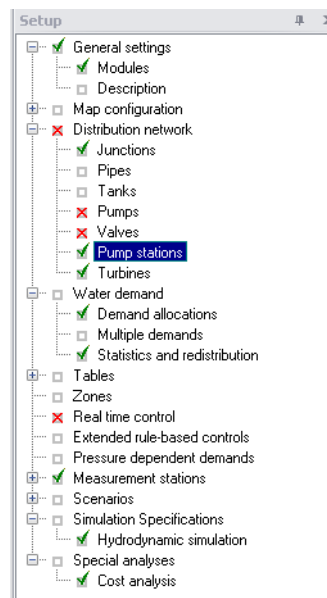 Setup
General settings
Modules
Description
Map configuration
Distribution network
Junctions
Pipes
Tanks
Pumps
Valves
Pump stations
Turbines
Water demand
Demand allocations
Multiple demands
Statistics and redistribution
Tables
Zones
Real time control
Extended rule-based controls
Pressure dependent demands
Measurement stations
Scenarios
Simulation Specifications
Hydrodynamic simulation
Special analyses
Cost analysis